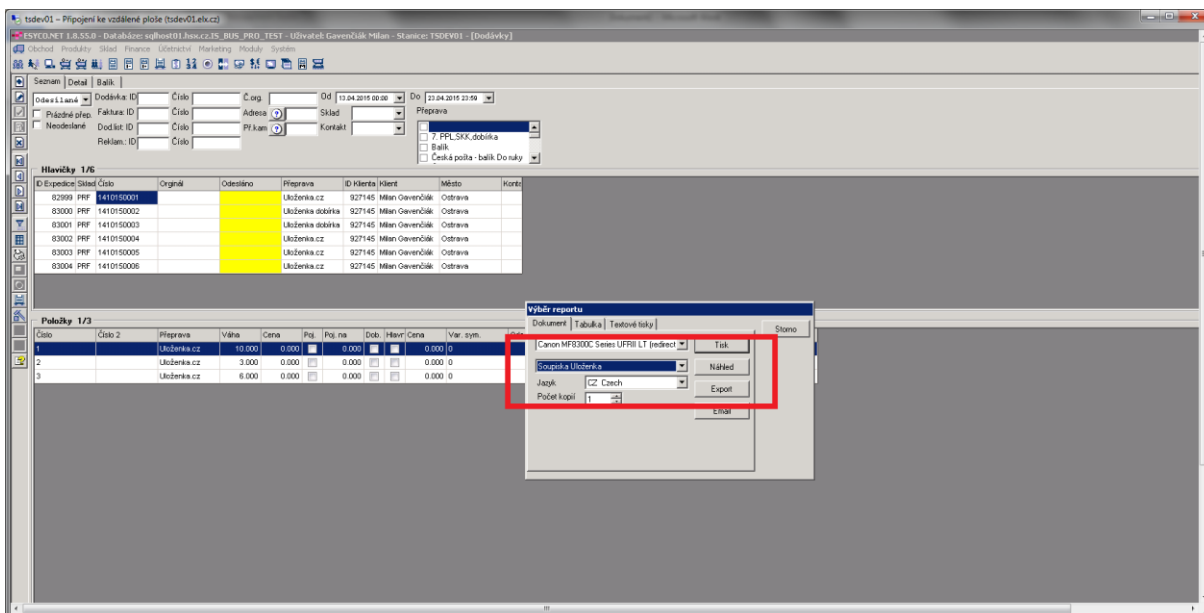 tsdev01 – Připojení ke vzdálené ploše (tsdev01.elx.cz)
ESYCO.NET 1.8.55.0 - Databáze: sqlhost01.hsx.cz.IS_BUS_PRO_TEST - Uživatel: Gavenčiák Milan - Stanice: TSDEV01 - [Dodávky]
Obchod Produkty Sklad Finance Účetnictví Marketing Moduly Systém
Seznam Detail Balík
Odesílané Dodávka: ID Číslo Č.org. Od 13.04.2015 00:00 Do 23.04.2015 23:59
Prázdné přep. Faktura: ID Číslo Adresa ? Sklad Přeprava
Neodeslané Dod.list: ID Číslo Př.kam ? Kontakt
Reklam.: ID Číslo
7. PPL,SKK,dobírka
Balík
Česká pošta - balík Do ruky
Hlavičky 1/6
ID Expedice Sklad Číslo Orginál Odesláno Přeprava ID Klienta Klient Město Konta
82999 PRF 1410150001 Uloženka.cz 927145 Milan Gavenčiák Ostrava
83000 PRF 1410150002 Uloženka dobírka 927145 Milan Gavenčiák Ostrava
83001 PRF 1410150003 Uloženka dobírka 927145 Milan Gavenčiák Ostrava
83002 PRF 1410150004 Uloženka.cz 927145 Milan Gavenčiák Ostrava
83003 PRF 1410150005 Uloženka.cz 927145 Milan Gavenčiák Ostrava
83004 PRF 1410150006 Uloženka.cz 927145 Milan Gavenčiák Ostrava
Položky 1/3
Číslo Číslo 2 Přeprava Váha Cena Poj. Poj. na Dob. Hlavr Cena Var. sym.
1 Uloženka.cz 10.000 0.000 0.000 0.000 0
2 Uloženka.cz 3.000 0.000 0.000 0.000 0
3 Uloženka.cz 6.000 0.000 0.000 0.000 0
Výběr reportu
Dokument Tabulka Textové tisky
Storno
Canon MF8300C Series UFRII LT (redirect Tisk
Soupiska Uloženka Náhled
Jazyk CZ Czech Export
Počet kopií 1
Email